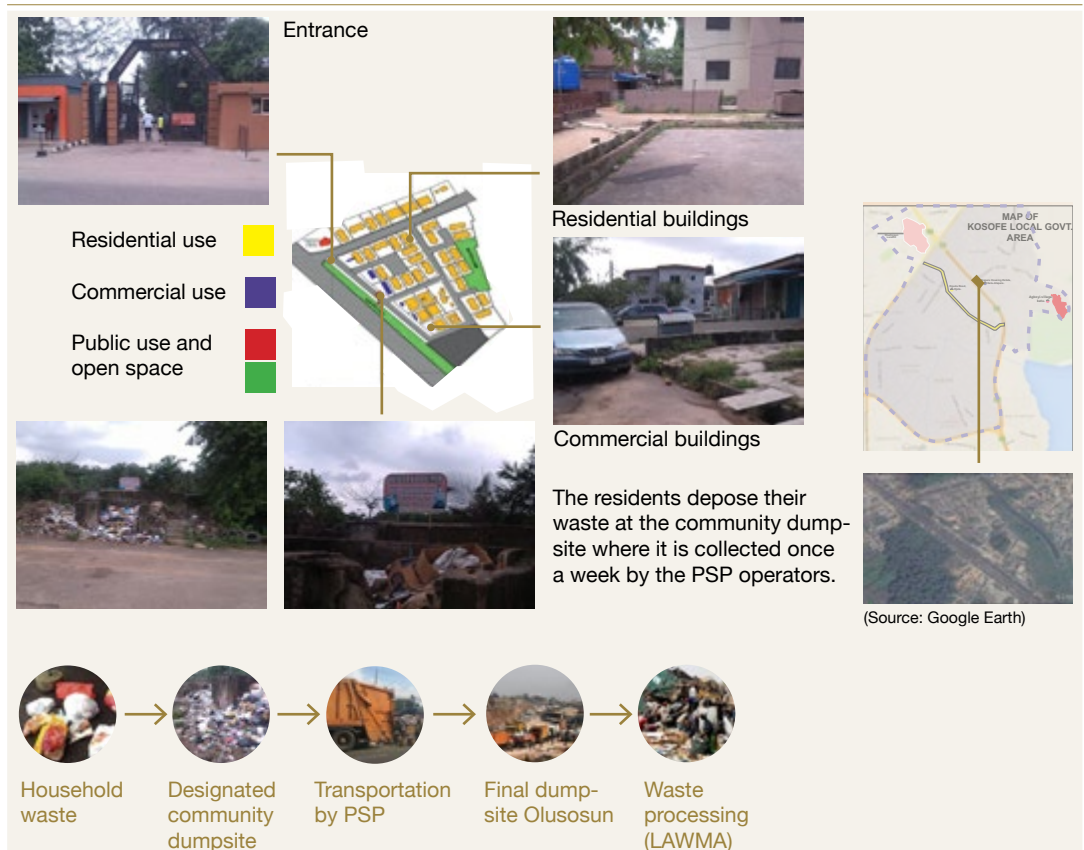 Entrance
Residential buildings
Residential use
Commercial use
Public use and
open space
MAP OF
KOSOFE LOCAL GOVT.
AREA
Commercial buildings
The residents depose their
waste at the community dump-
site where it is collected once
a week by the PSP operators.
(Source: Google Earth)
Household
waste
Designated
community
dumpsite
Transportation
by PSP
Final dump-
site Olusosun
Waste
processing
(LAWMA)